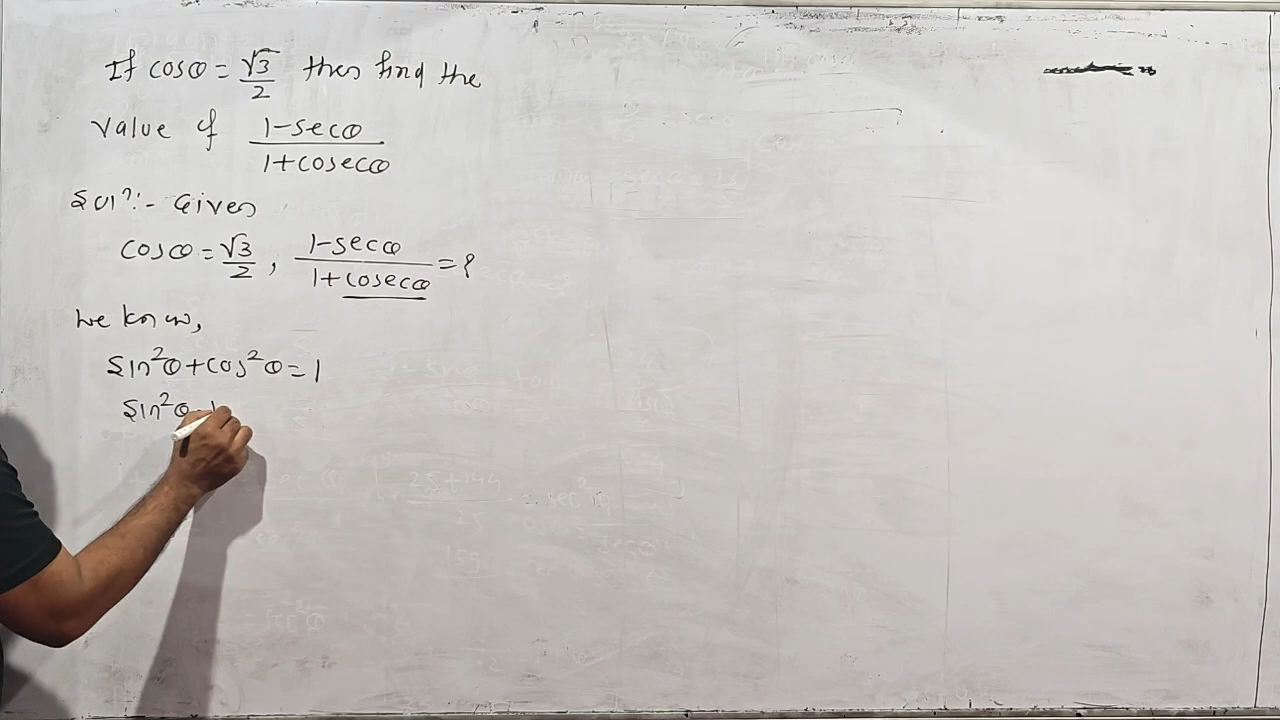 If cosθ = √3/2 then find the
value of (1-secθ)/(1+cosecθ)
Solⁿ:- Given
cosθ = √3/2, (1-secθ)/(1+cosecθ) = ?
We know,
Sin²θ+cos²θ=1
Sin²θ